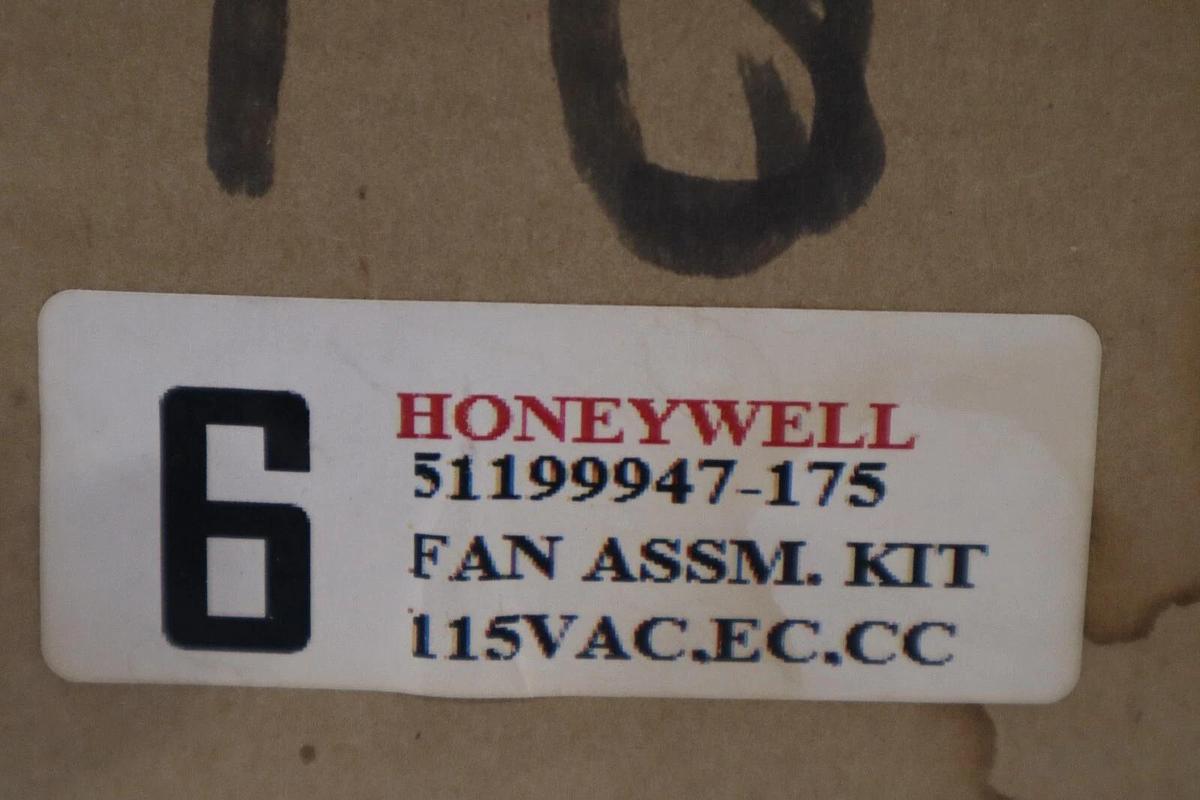 6
HONEYWELL
51199947-175
FAN ASSM. KIT
115VAC.EC.CC